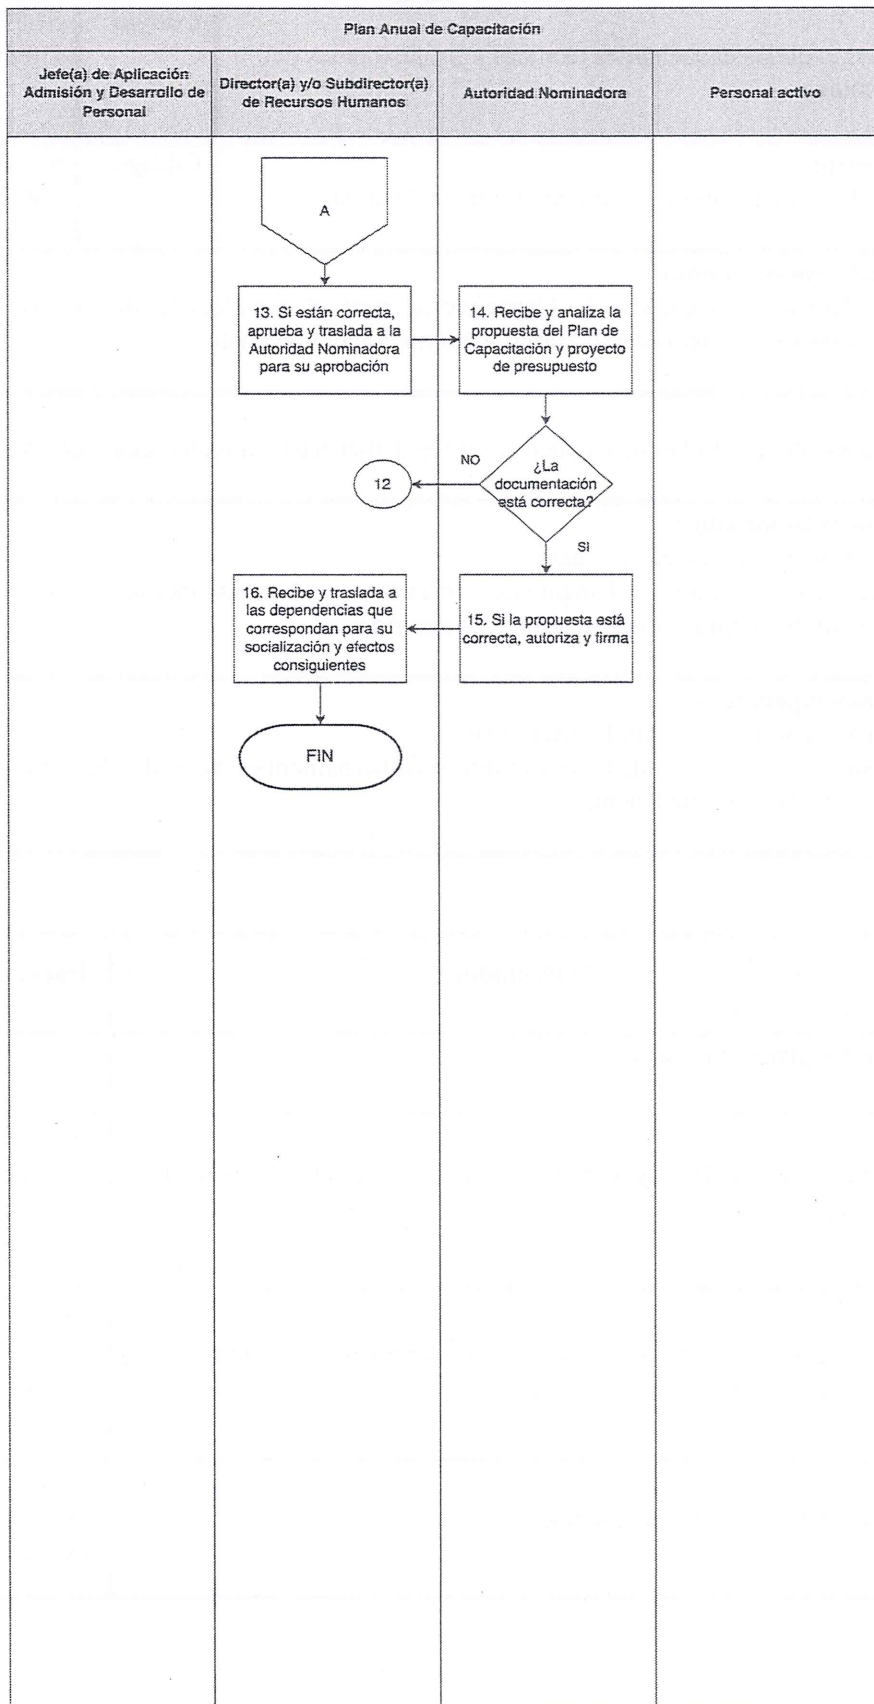 Plan Anual de Capacitación
Jefe(a) de Aplicación
Admisión y Desarrollo de
Personal
Director(a) y/o Subdirector(a)
de Recursos Humanos
Autoridad Nominadora
Personal activo
A
13. Si están correcta,
aprueba y traslada a la
Autoridad Nominadora
para su aprobación
14. Recibe y analiza la
propuesta del Plan de
Capacitación y proyecto
de presupuesto
¿La
documentación
está correcta?
NO
12
SI
15. Si la propuesta está
correcta, autoriza y firma
16. Recibe y traslada a
las dependencias que
correspondan para su
socialización y efectos
consiguientes
FIN